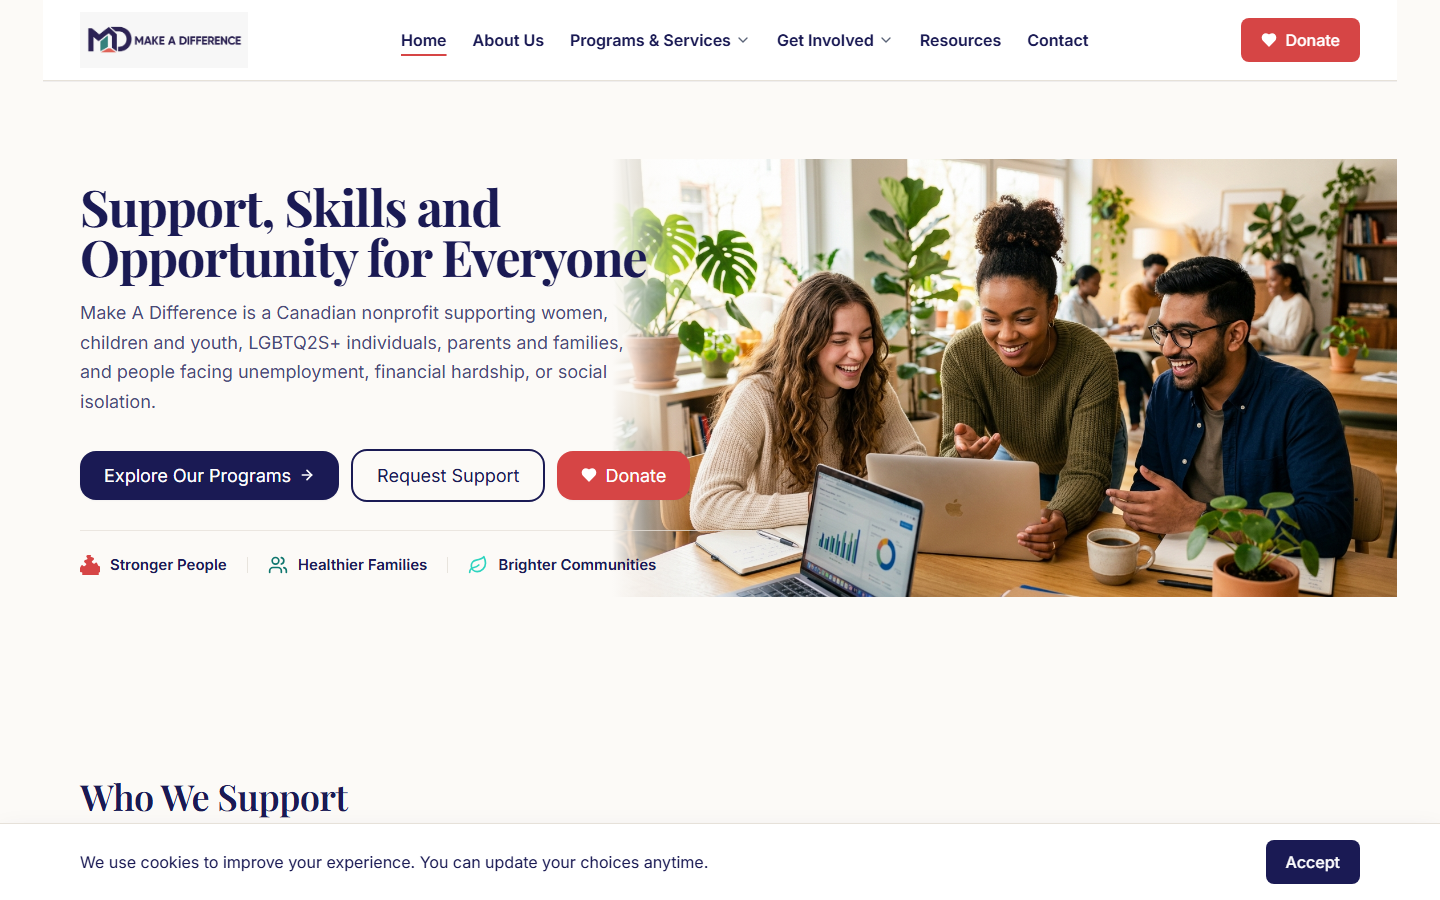 MD MAKE A DIFFERENCE
Home
About Us
Programs & Services
Get Involved
Resources
Contact
Donate
Support, Skills and
Opportunity for Everyone
Make A Difference is a Canadian nonprofit supporting women,
children and youth, LGBTQ2S+ individuals, parents and families,
and people facing unemployment, financial hardship, or social
isolation.
Explore Our Programs
Request Support
Donate
Stronger People
Healthier Families
Brighter Communities
Who We Support
We use cookies to improve your experience. You can update your choices anytime.
Accept